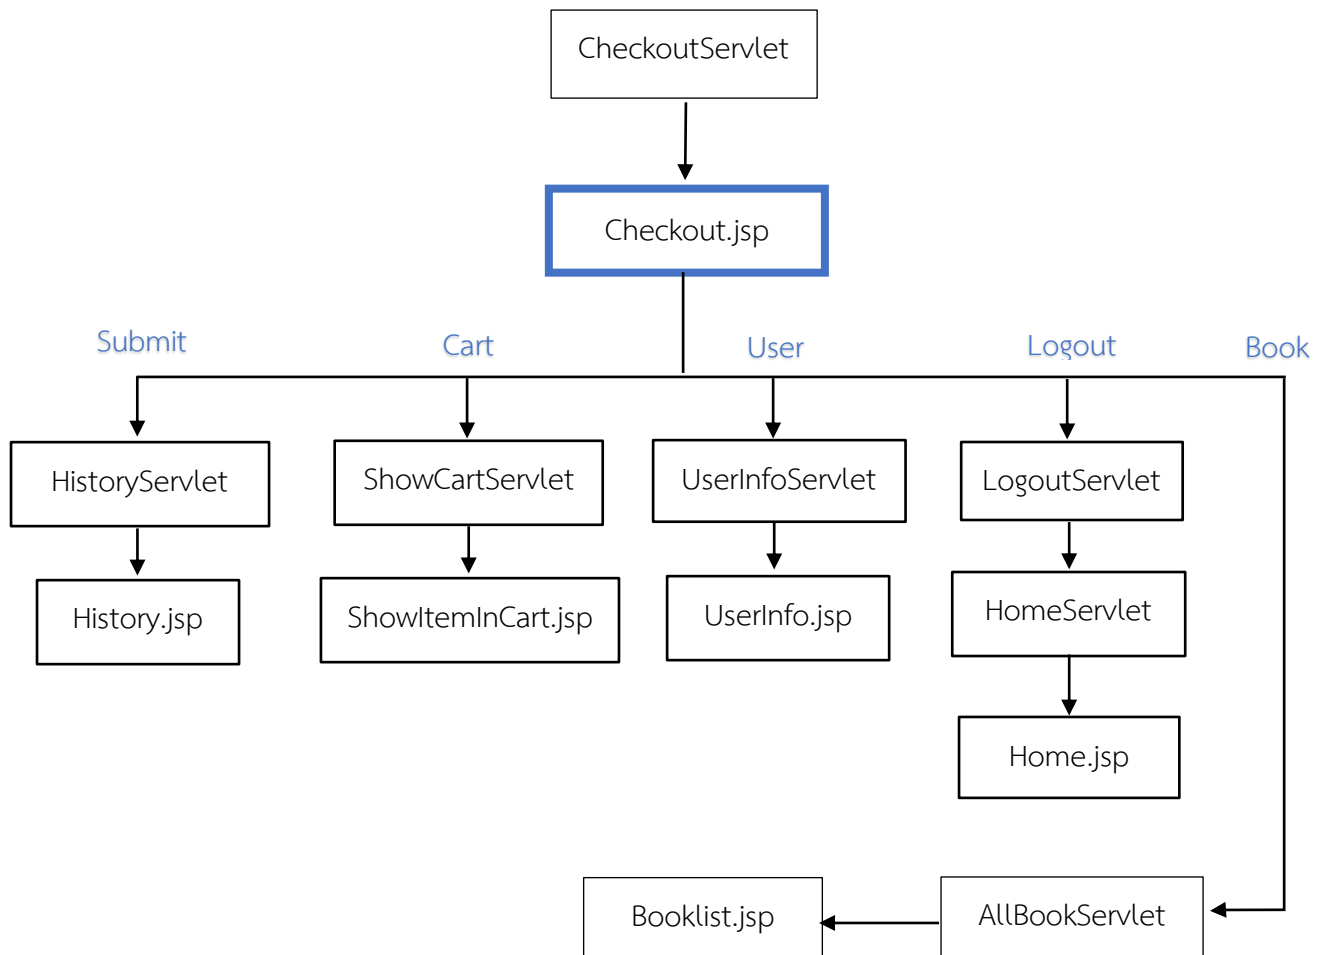 CheckoutServlet
Checkout.jsp
Submit
Cart
User
Logout
Book
HistoryServlet
ShowCartServlet
UserInfoServlet
LogoutServlet
History.jsp
ShowItemInCart.jsp
UserInfo.jsp
HomeServlet
Home.jsp
Booklist.jsp
AllBookServlet